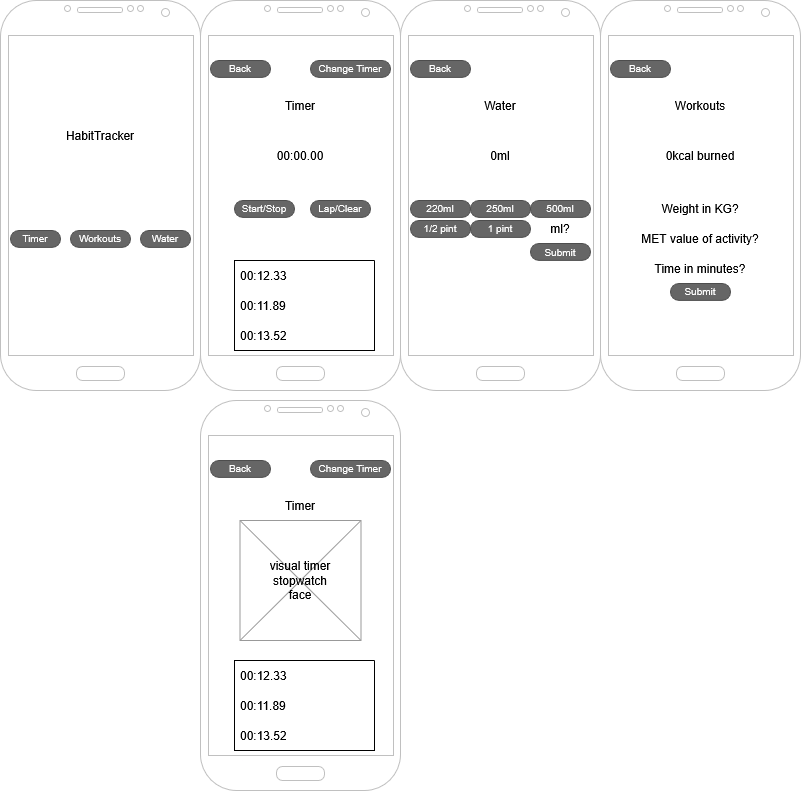 HabitTracker
Timer
Workouts
Water
Back
Change Timer
Timer
00:00.00
Start/Stop
Lap/Clear
00:12.33
00:11.89
00:13.52
Back
Water
0ml
220ml
250ml
500ml
1/2 pint
1 pint
ml?
Submit
Back
Workouts
0kcal burned
Weight in KG?
MET value of activity?
Time in minutes?
Submit
Back
Change Timer
Timer
visual timer
stopwatch
face
00:12.33
00:11.89
00:13.52